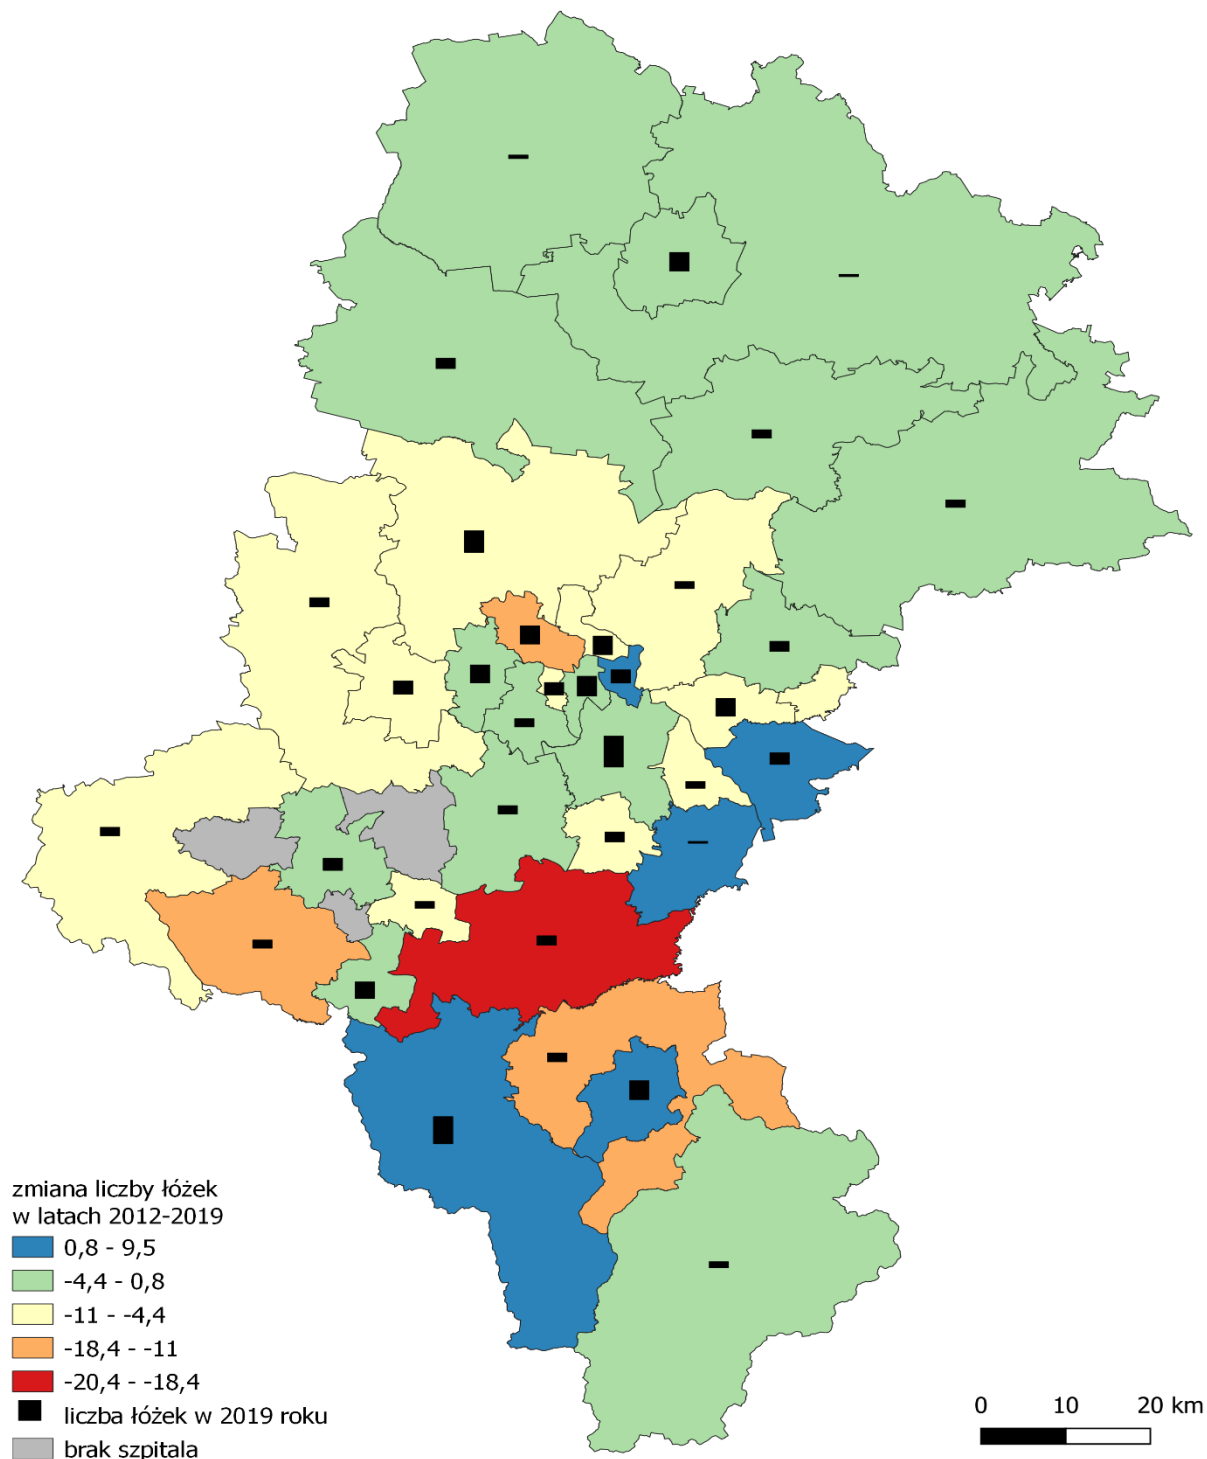 zmiana liczby łóżek
w latach 2012-2019
0,8 - 9,5
-4,4 - 0,8
-11 - -4,4
-18,4 - -11
-20,4 - -18,4
liczba łóżek w 2019 roku
brak szpitala
0 10 20 km